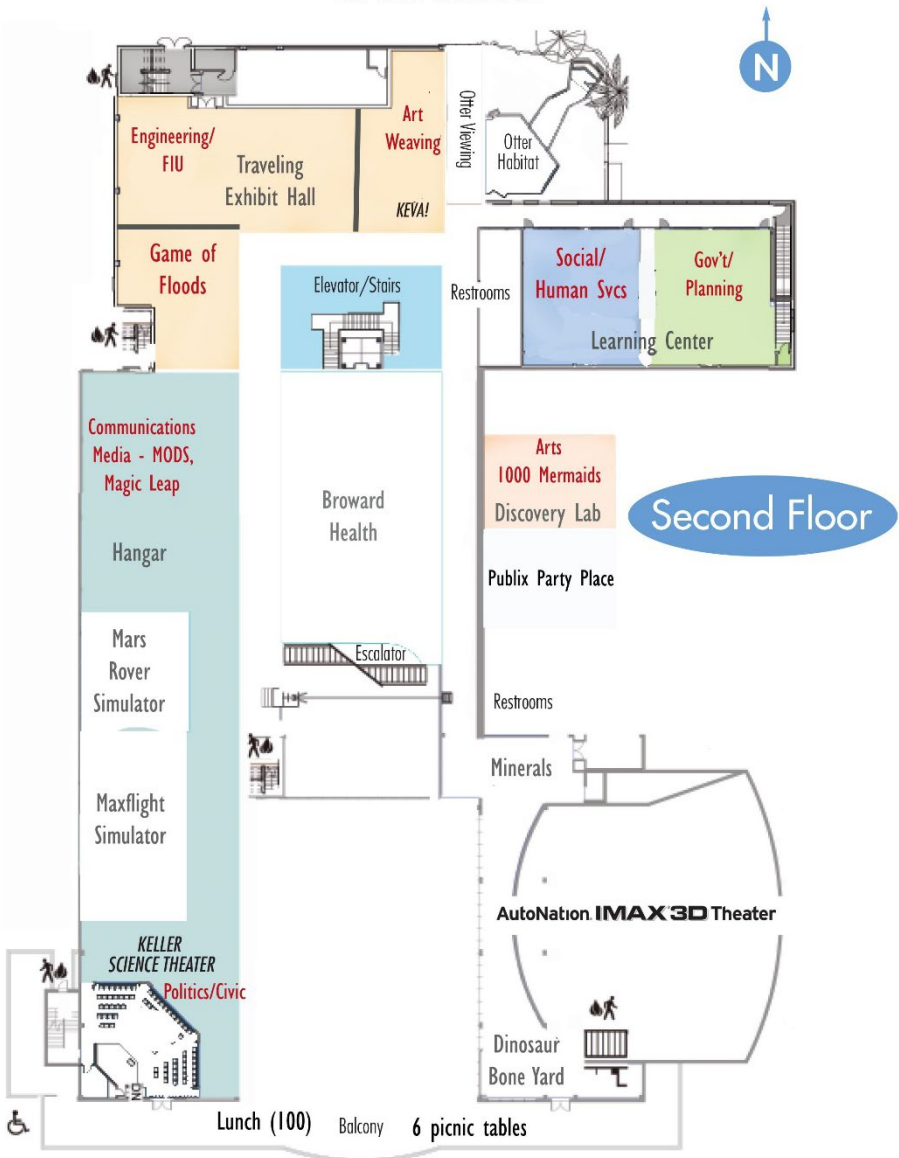 N
Engineering/
FIU
Traveling
Exhibit Hall
Art
Weaving
KEVA!
Otter Viewing
Otter
Habitat
Game of
Floods
Elevator/Stairs
Restrooms
Social/
Human Svcs
Gov't/
Planning
Learning Center
Communications
Media - MODS,
Magic Leap
Hangar
Broward
Health
Arts
1000 Mermaids
Discovery Lab
Second Floor
Publix Party Place
Mars
Rover
Simulator
Escalator
Restrooms
Minerals
Maxflight
Simulator
AutoNation IMAX 3D Theater
KELLER
SCIENCE THEATER
Politics/Civic
DN
Dinosaur
Bone Yard
Lunch (100) Balcony 6 picnic tables